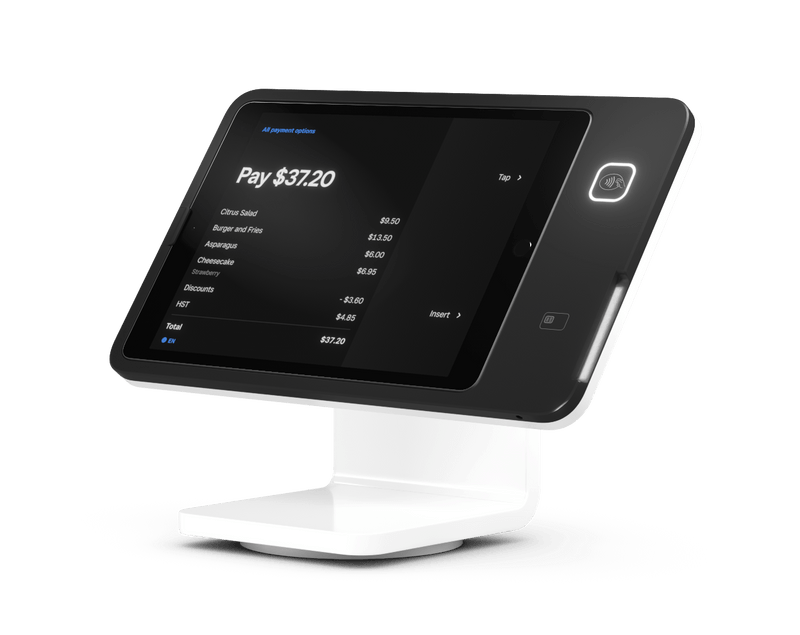 All payment options
Pay $37.20
Citrus Salad $9.50
Burger and Fries $13.50
Asparagus $6.00
Cheesecake $6.95
Strawberry
Discounts - $3.60
HST $4.85
Total $37.20
EN
Tap
Insert